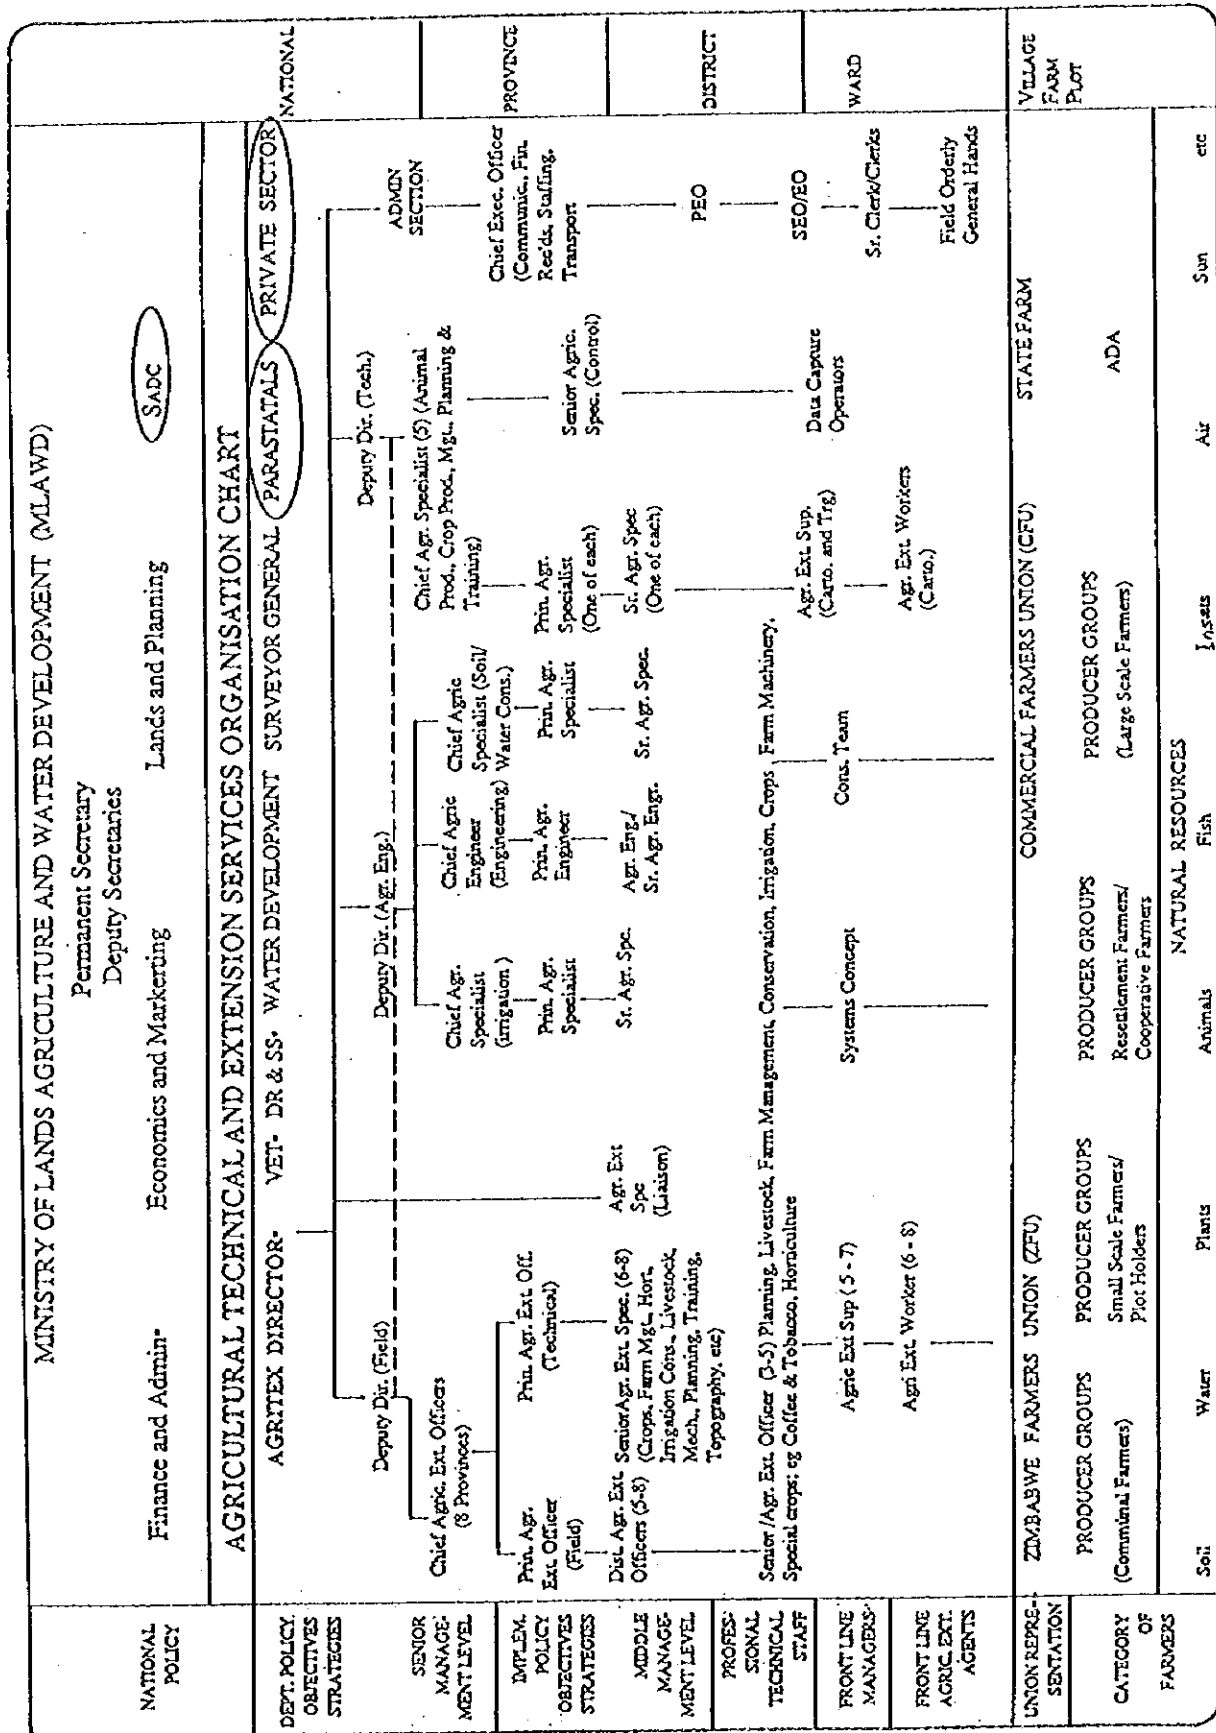 MINISTRY OF LANDS AGRICULTURE AND WATER DEVELOPMENT (MLAWD)
Permanent Secretary
Deputy Secretaries
NATIONAL
POLICY
Finance and Admin-
Economics and Markerting
Lands and Planning
SADC
AGRICULTURAL TECHNICAL AND EXTENSION SERVICES ORGANISATION CHART
DEPT. POLICY.
OBJECTIVES
STRATEGIES
AGRITEX DIRECTOR- VET- DR & SS- WATER DEVELOPMENT SURVEYOR GENERAL PARASTATALS PRIVATE SECTOR
NATIONAL
Deputy Dir. (Field)
Deputy Dir. (Agr. Eng.)
Deputy Dir. (Tech.)
ADMIN
SECTION
SENIOR
MANAGE-
MENT LEVEL
Chief Agric. Ext. Officers
(8 Provinces)
Chief Agr.
Specialist
(irrigation )
Chief Agric
Engineer
(Engineering)
Chief Agric
Specialist (Soil/
Water Cons.)
Chief Agr. Specialist (5) (Animal
Prod., Crop Prod., Mgt., Planning &
Training)
Chief Exec. Officer
(Communic., Fin.
Rec'ds, Staffing,
Transport
PROVINCE
IMPLEM.
POLICY
OBJECTIVES
STRATEGIES
Prin. Agr.
Ext. Officer
(Field)
Prin. Agr. Ext. Off.
(Technical)
Prin. Agr.
Specialist
Prin. Agr.
Engineer
Prin. Agr.
Specialist
Prin. Agr.
Specialist
(One of each)
Senior Agric.
Spec. (Control)
MIDDLE
MANAGE-
MENT LEVEL
Dist. Agr. Ext.
Officers (5-8)
Senior Agr. Ext. Spec. (6-8)
(Crops, Farm Mgt., Hort.,
Irrigation Cons., Livestock,
Mech., Planning, Training,
Topography, etc)
Agr. Ext
Spc
(Liaison)
Sr. Agr. Spc.
Agr. Eng./
Sr. Agr. Engr.
Sr. Agr. Spec.
Sr. Agr. Spec
(One of each)
PEO
DISTRICT
PROFES-
SIONAL
TECHNICAL
STAFF
Senior /Agr. Ext. Officer (3-5) Planning, Livestock, Farm Management, Conservation, Irrigation, Crops, Farm Machinery,
Special crops; eg Coffee & Tobacco, Horticulture
FRONT LINE
MANAGERS
Agric Ext Sup (5 - 7)
Systems Concept
Cons. Team
Agr. Ext. Sup.
(Carto. and Trg)
Data Capture
Operators
SEO/EO
WARD
Sr. Clerk/Clerks
FRONT LINE
AGRIC. EXT.
AGENTS
Agri Ext. Worker (6 - 8)
Agr. Ext. Workers
(Carto.)
Field Orderly
General Hands
UNION REPRE-
SENTATION
ZIMBABWE FARMERS UNION (ZFU)
COMMERCIAL FARMERS UNION (CFU)
STATE FARM
VILLAGE
FARM
PLOT
CATEGORY
OF
FARMERS
PRODUCER GROUPS
(Communal Farmers)
PRODUCER GROUPS
Small Scale Farmers/
Plot Holders
PRODUCER GROUPS
Resettlement Farmers/
Cooperative Farmers
PRODUCER GROUPS
(Large Scale Farmers)
ADA
NATURAL RESOURCES
Soil Water Plants Animals Fish Insects Air Sun etc